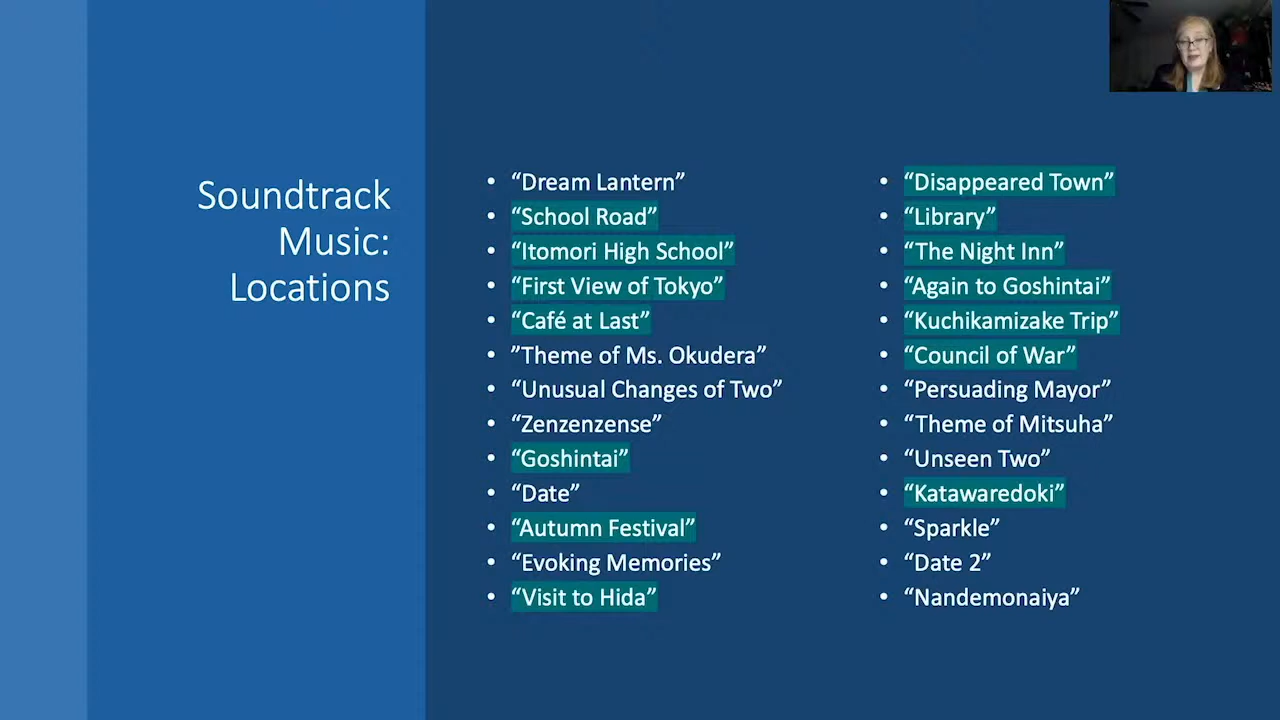 Soundtrack
Music:
Locations
• “Dream Lantern”
• “School Road”
• “Itomori High School”
• “First View of Tokyo”
• “Café at Last”
• ”Theme of Ms. Okudera”
• “Unusual Changes of Two”
• “Zenzenzense”
• “Goshintai”
• “Date”
• “Autumn Festival”
• “Evoking Memories”
• “Visit to Hida”
• “Disappeared Town”
• “Library”
• “The Night Inn”
• “Again to Goshintai”
• “Kuchikamizake Trip”
• “Council of War”
• “Persuading Mayor”
• “Theme of Mitsuha”
• “Unseen Two”
• “Katawaredoki”
• “Sparkle”
• “Date 2”
• “Nandemonaiya”